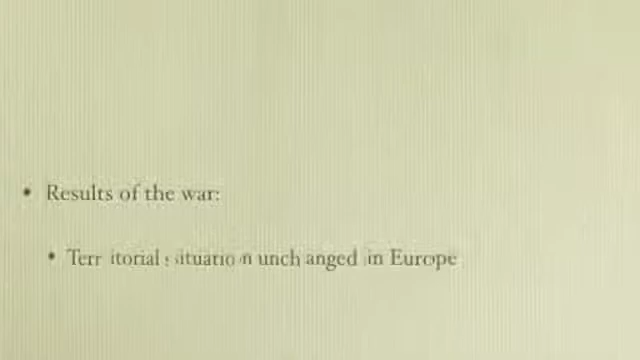 • Results of the war:
• Territorial situation unchanged in Europe